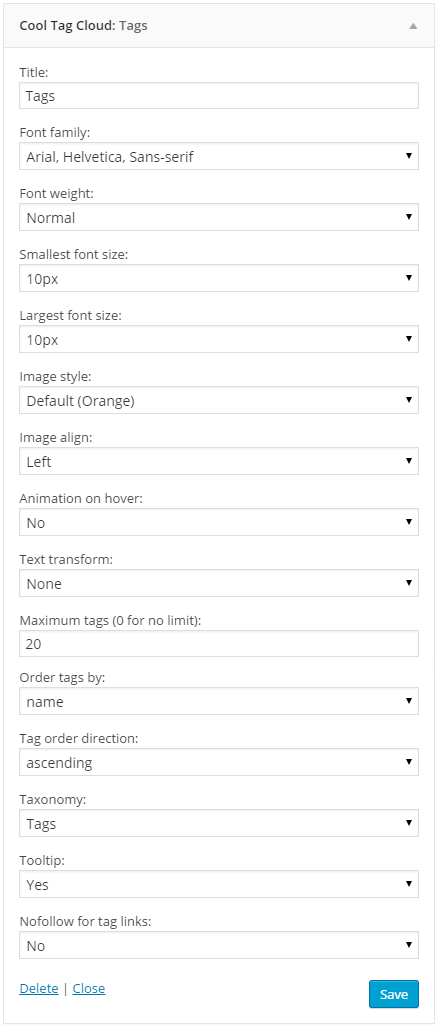 Cool Tag Cloud: Tags
Title:
Tags
Font family:
Arial, Helvetica, Sans-serif
Font weight:
Normal
Smallest font size:
10px
Largest font size:
10px
Image style:
Default (Orange)
Image align:
Left
Animation on hover:
No
Text transform:
None
Maximum tags (0 for no limit):
20
Order tags by:
name
Tag order direction:
ascending
Taxonomy:
Tags
Tooltip:
Yes
Nofollow for tag links:
No
Delete | Close
Save